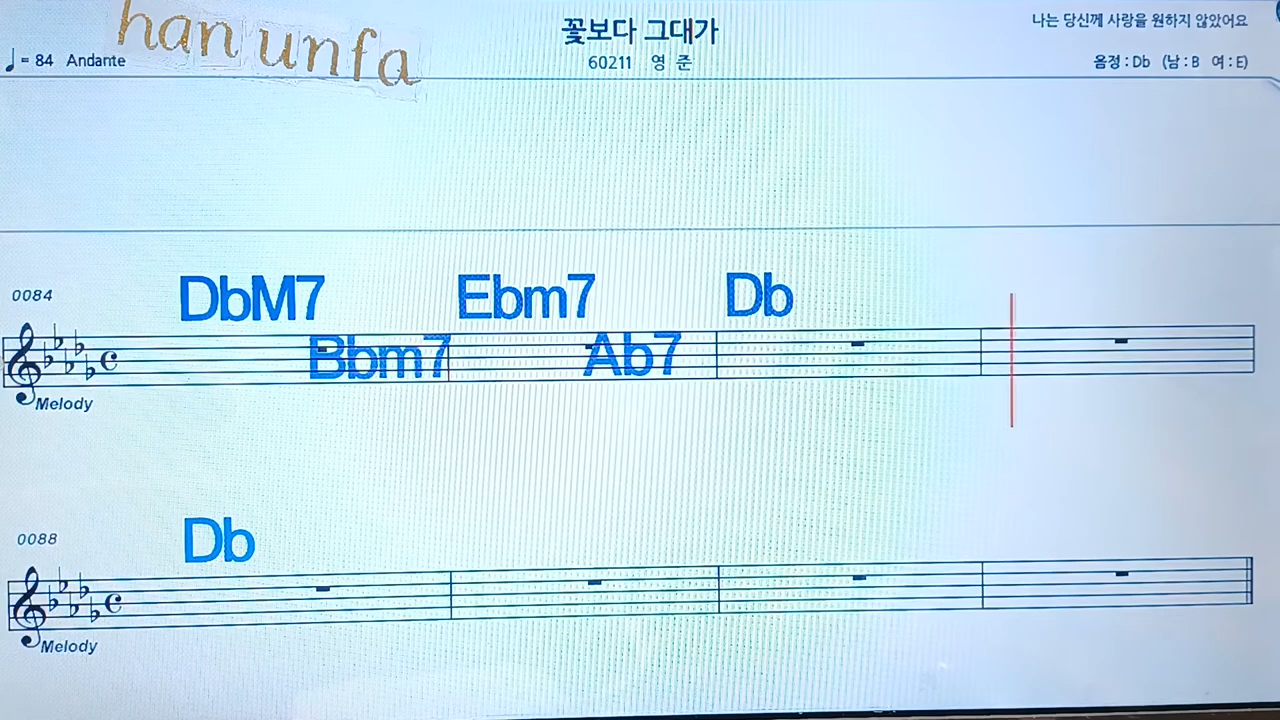 han unfa
꽃보다 그대가
나는 당신께 사랑을 원하지 않았어요
♩= 84 Andante
60211 영 준
음정 : Db (남 : B 여 : E)
0084
DbM7 Ebm7 Db
Bbm7 Ab7
Melody
0088
Db
Melody